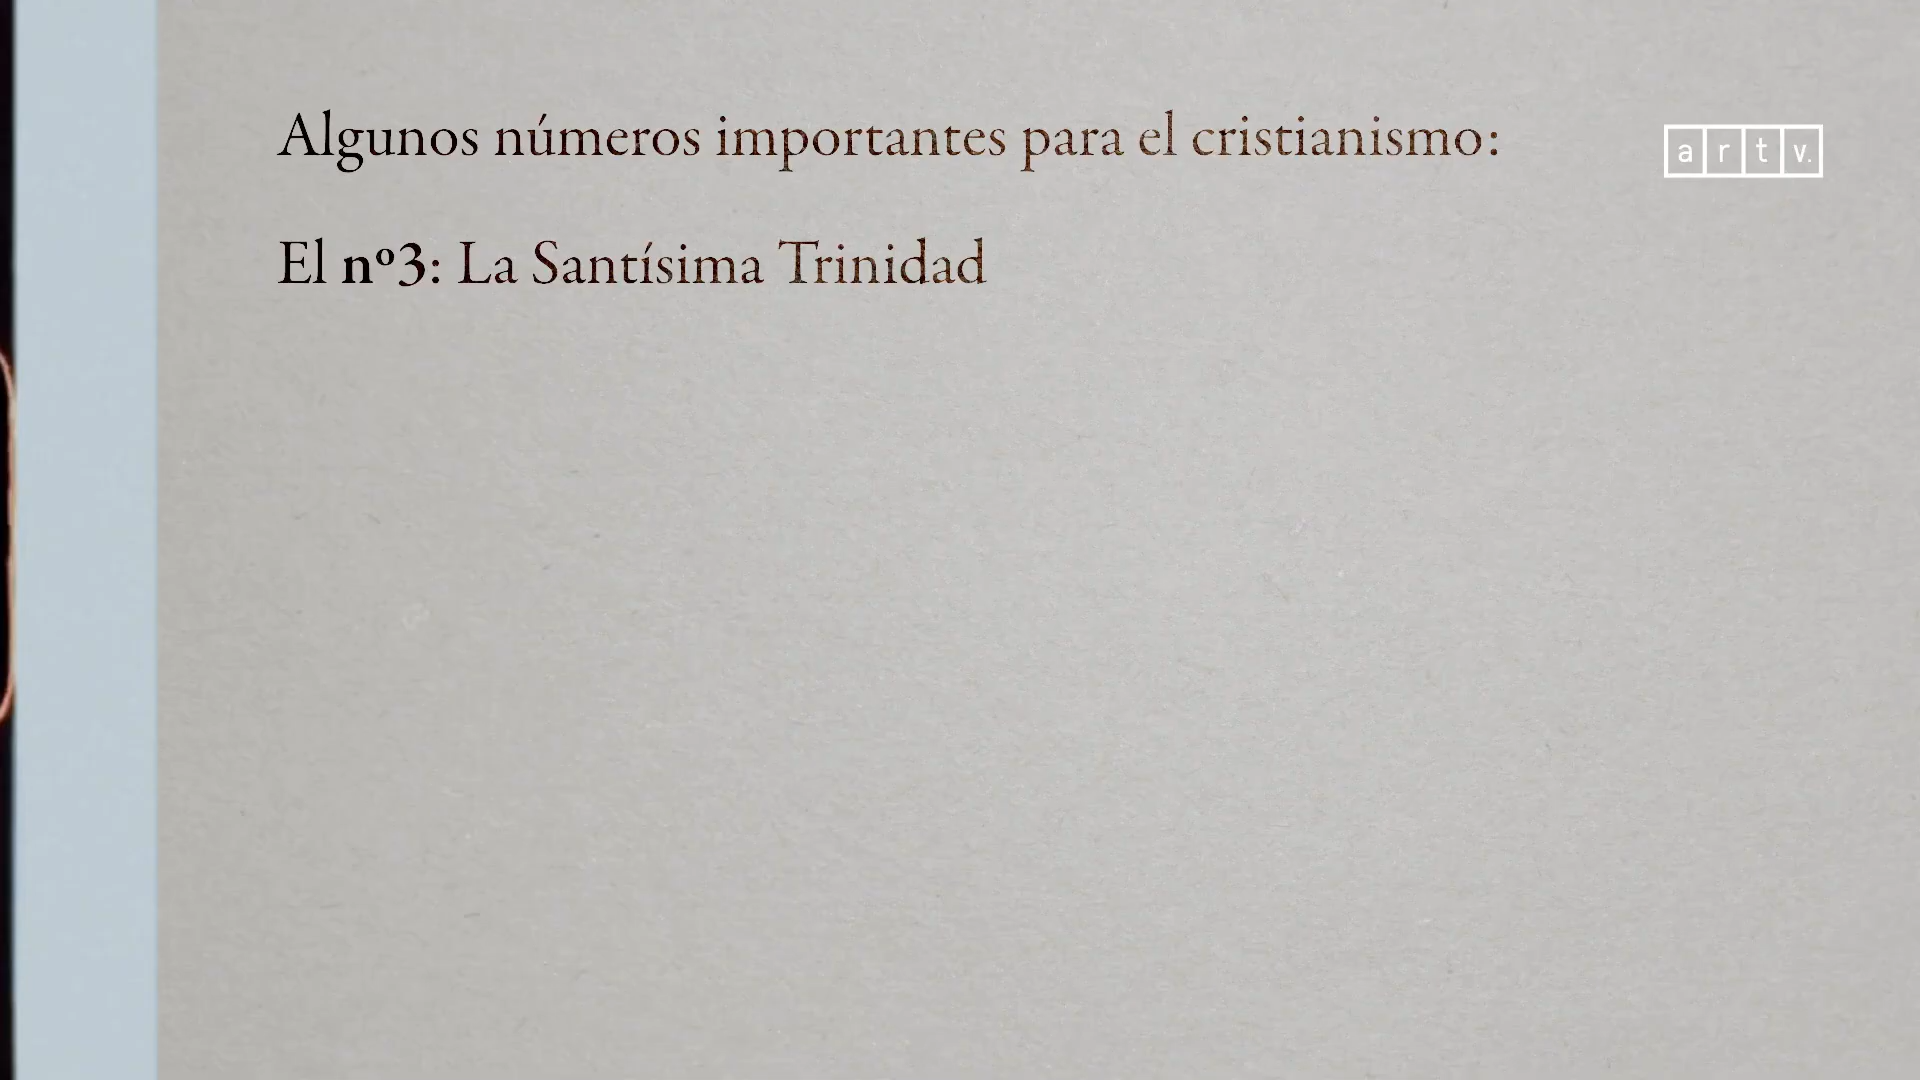 Algunos números importantes para el cristianismo:
artv.
El nº3: La Santísima Trinidad